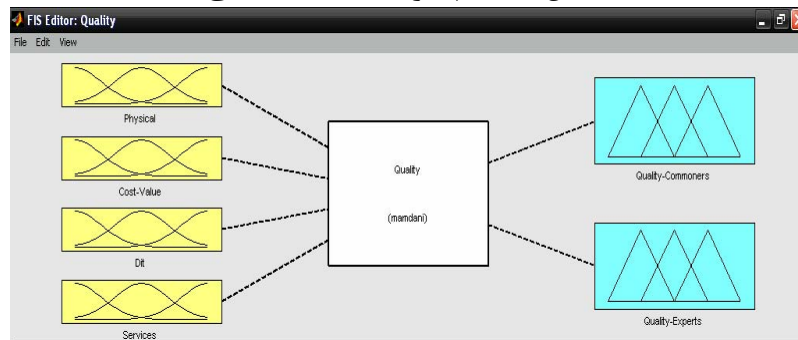 FIS Editor: Quality
File Edit View
Physical
Cost-Value
Dit
Services
Quality
(mamdani)
Quality-Commoners
Quality-Experts